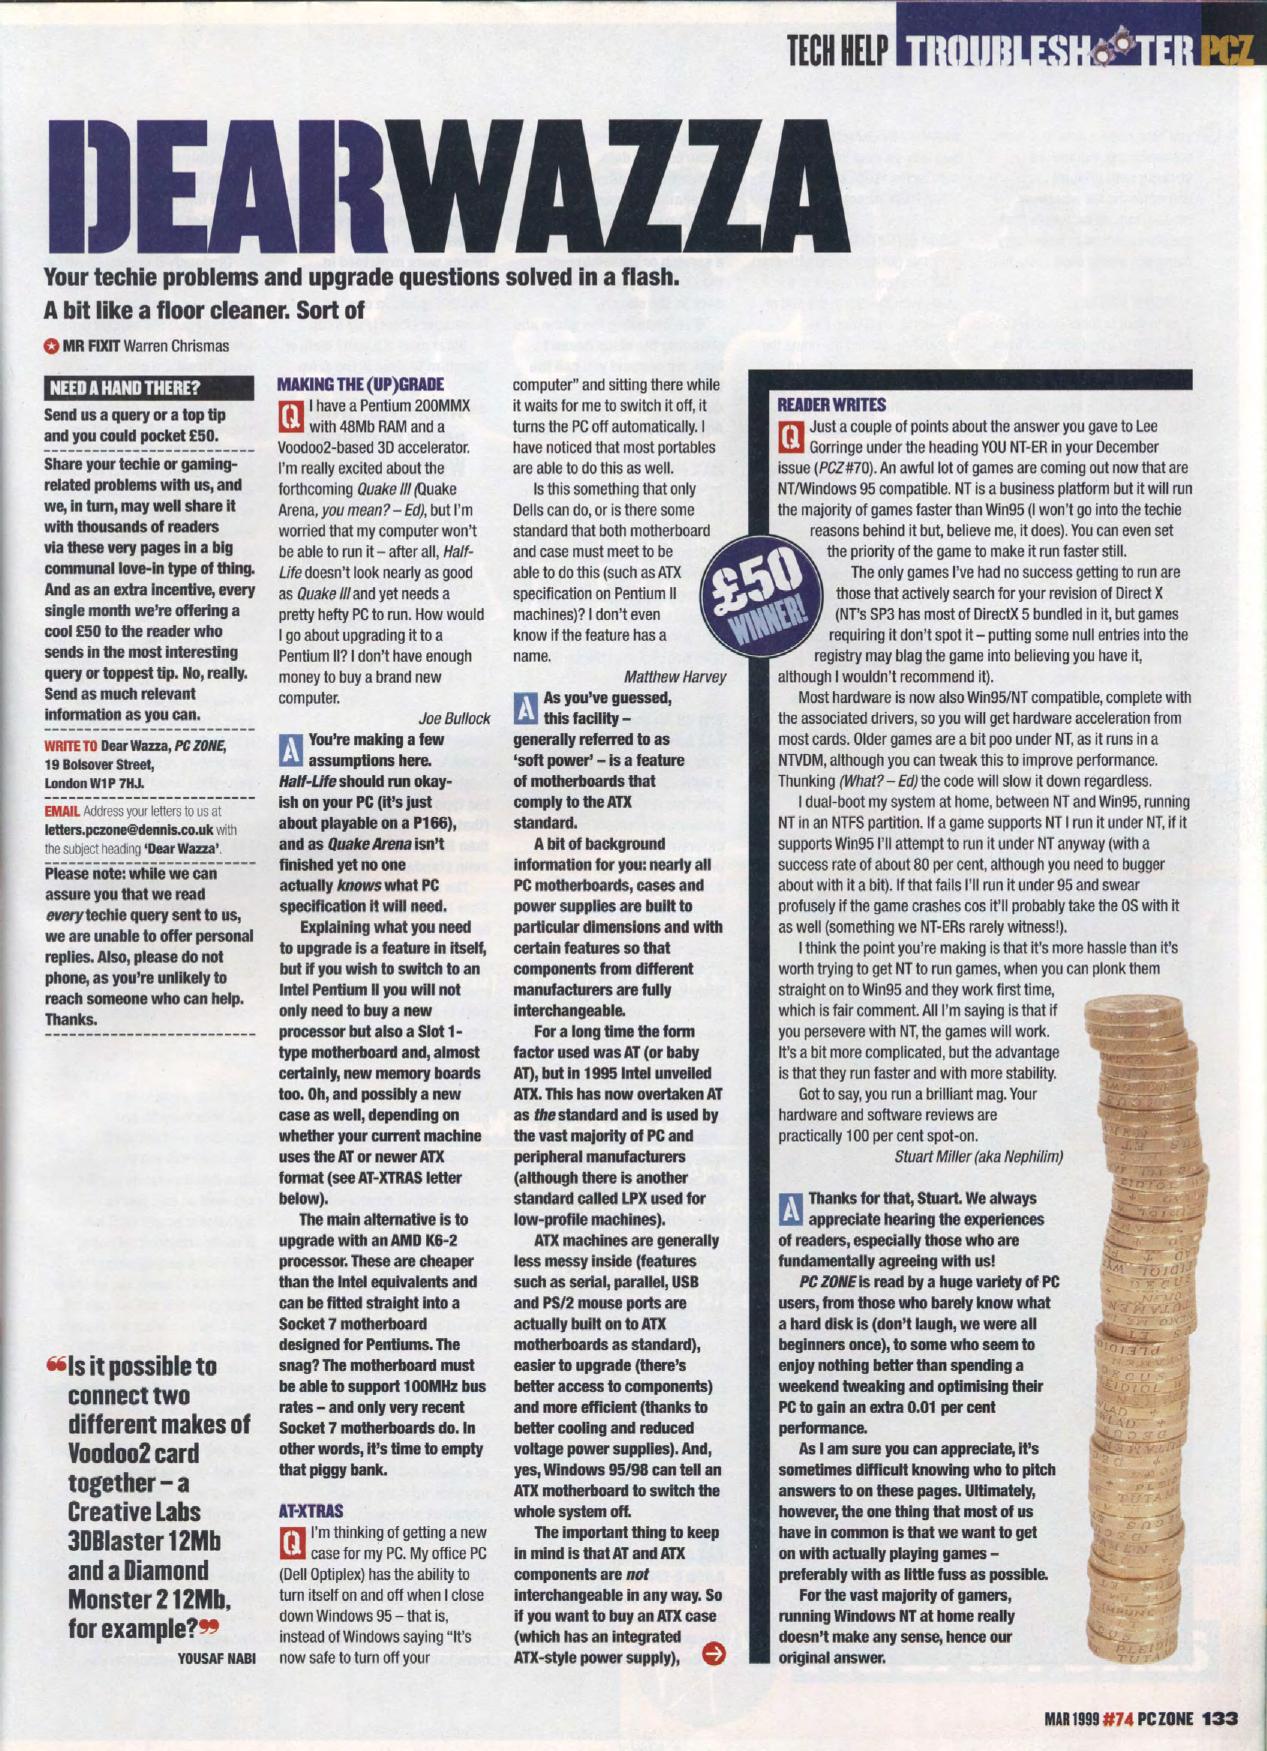 TECH HELP TROUBLESHOOTER PCZ
DEARWAZZA
Your techie problems and upgrade questions solved in a flash.
A bit like a floor cleaner. Sort of
MR FIXIT Warren Chrismas
NEED A HAND THERE?
Send us a query or a top tip
and you could pocket £50.
Share your techie or gaming-
related problems with us, and
we, in turn, may well share it
with thousands of readers
via these very pages in a big
communal love-in type of thing.
And as an extra incentive, every
single month we're offering a
cool £50 to the reader who
sends in the most interesting
query or toppest tip. No, really.
Send as much relevant
information as you can.
WRITE TO Dear Wazza, PC ZONE,
19 Bolsover Street,
London W1P 7HJ.
EMAIL Address your letters to us at
letters.pczone@dennis.co.uk with
the subject heading 'Dear Wazza'.
Please note: while we can
assure you that we read
every techie query sent to us,
we are unable to offer personal
replies. Also, please do not
phone, as you're unlikely to
reach someone who can help.
Thanks.
“Is it possible to
connect two
different makes of
Voodoo2 card
together – a
Creative Labs
3DBlaster 12Mb
and a Diamond
Monster 2 12Mb,
for example?”
YOUSAF NABI
MAKING THE (UP)GRADE
Q I have a Pentium 200MMX
with 48Mb RAM and a
Voodoo2-based 3D accelerator.
I'm really excited about the
forthcoming Quake III (Quake
Arena, you mean? – Ed), but I'm
worried that my computer won't
be able to run it – after all, Half-
Life doesn't look nearly as good
as Quake III and yet needs a
pretty hefty PC to run. How would
I go about upgrading it to a
Pentium II? I don't have enough
money to buy a brand new
computer.
Joe Bullock
A You're making a few
assumptions here.
Half-Life should run okay-
ish on your PC (it's just
about playable on a P166),
and as Quake Arena isn't
finished yet no one
actually knows what PC
specification it will need.
Explaining what you need
to upgrade is a feature in itself,
but if you wish to switch to an
Intel Pentium II you will not
only need to buy a new
processor but also a Slot 1-
type motherboard and, almost
certainly, new memory boards
too. Oh, and possibly a new
case as well, depending on
whether your current machine
uses the AT or newer ATX
format (see AT-XTRAS letter
below).
The main alternative is to
upgrade with an AMD K6-2
processor. These are cheaper
than the Intel equivalents and
can be fitted straight into a
Socket 7 motherboard
designed for Pentiums. The
snag? The motherboard must
be able to support 100MHz bus
rates – and only very recent
Socket 7 motherboards do. In
other words, it's time to empty
that piggy bank.
AT-XTRAS
Q I'm thinking of getting a new
case for my PC. My office PC
(Dell Optiplex) has the ability to
turn itself on and off when I close
down Windows 95 – that is,
instead of Windows saying "It's
now safe to turn off your
computer" and sitting there while
it waits for me to switch it off, it
turns the PC off automatically. I
have noticed that most portables
are able to do this as well.
Is this something that only
Dells can do, or is there some
standard that both motherboard
and case must meet to be
able to do this (such as ATX
specification on Pentium II
machines)? I don't even
know if the feature has a
name.
Matthew Harvey
A As you've guessed,
this facility –
generally referred to as
'soft power' – is a feature
of motherboards that
comply to the ATX
standard.
A bit of background
information for you: nearly all
PC motherboards, cases and
power supplies are built to
particular dimensions and with
certain features so that
components from different
manufacturers are fully
interchangeable.
For a long time the form
factor used was AT (or baby
AT), but in 1995 Intel unveiled
ATX. This has now overtaken AT
as the standard and is used by
the vast majority of PC and
peripheral manufacturers
(although there is another
standard called LPX used for
low-profile machines).
ATX machines are generally
less messy inside (features
such as serial, parallel, USB
and PS/2 mouse ports are
actually built on to ATX
motherboards as standard),
easier to upgrade (there's
better access to components)
and more efficient (thanks to
better cooling and reduced
voltage power supplies). And,
yes, Windows 95/98 can tell an
ATX motherboard to switch the
whole system off.
The important thing to keep
in mind is that AT and ATX
components are not
interchangeable in any way. So
if you want to buy an ATX case
(which has an integrated
ATX-style power supply),
£50
WINNER!
READER WRITES
Q Just a couple of points about the answer you gave to Lee
Gorringe under the heading YOU NT-ER in your December
issue (PCZ #70). An awful lot of games are coming out now that are
NT/Windows 95 compatible. NT is a business platform but it will run
the majority of games faster than Win95 (I won't go into the techie
reasons behind it but, believe me, it does). You can even set
the priority of the game to make it run faster still.
The only games I've had no success getting to run are
those that actively search for your revision of Direct X
(NT's SP3 has most of DirectX 5 bundled in it, but games
requiring it don't spot it – putting some null entries into the
registry may blag the game into believing you have it,
although I wouldn't recommend it).
Most hardware is now also Win95/NT compatible, complete with
the associated drivers, so you will get hardware acceleration from
most cards. Older games are a bit poo under NT, as it runs in a
NTVDM, although you can tweak this to improve performance.
Thunking (What? – Ed) the code will slow it down regardless.
I dual-boot my system at home, between NT and Win95, running
NT in an NTFS partition. If a game supports NT I run it under NT, if it
supports Win95 I'll attempt to run it under NT anyway (with a
success rate of about 80 per cent, although you need to bugger
about with it a bit). If that fails I'll run it under 95 and swear
profusely if the game crashes cos it'll probably take the OS with it
as well (something we NT-ERs rarely witness!).
I think the point you're making is that it's more hassle than it's
worth trying to get NT to run games, when you can plonk them
straight on to Win95 and they work first time,
which is fair comment. All I'm saying is that if
you persevere with NT, the games will work.
It's a bit more complicated, but the advantage
is that they run faster and with more stability.
Got to say, you run a brilliant mag. Your
hardware and software reviews are
practically 100 per cent spot-on.
Stuart Miller (aka Nephilim)
A Thanks for that, Stuart. We always
appreciate hearing the experiences
of readers, especially those who are
fundamentally agreeing with us!
PC ZONE is read by a huge variety of PC
users, from those who barely know what
a hard disk is (don't laugh, we were all
beginners once), to some who seem to
enjoy nothing better than spending a
weekend tweaking and optimising their
PC to gain an extra 0.01 per cent
performance.
As I am sure you can appreciate, it's
sometimes difficult knowing who to pitch
answers to on these pages. Ultimately,
however, the one thing that most of us
have in common is that we want to get
on with actually playing games –
preferably with as little fuss as possible.
For the vast majority of gamers,
running Windows NT at home really
doesn't make any sense, hence our
original answer.
MAR 1999 #74 PC ZONE 133